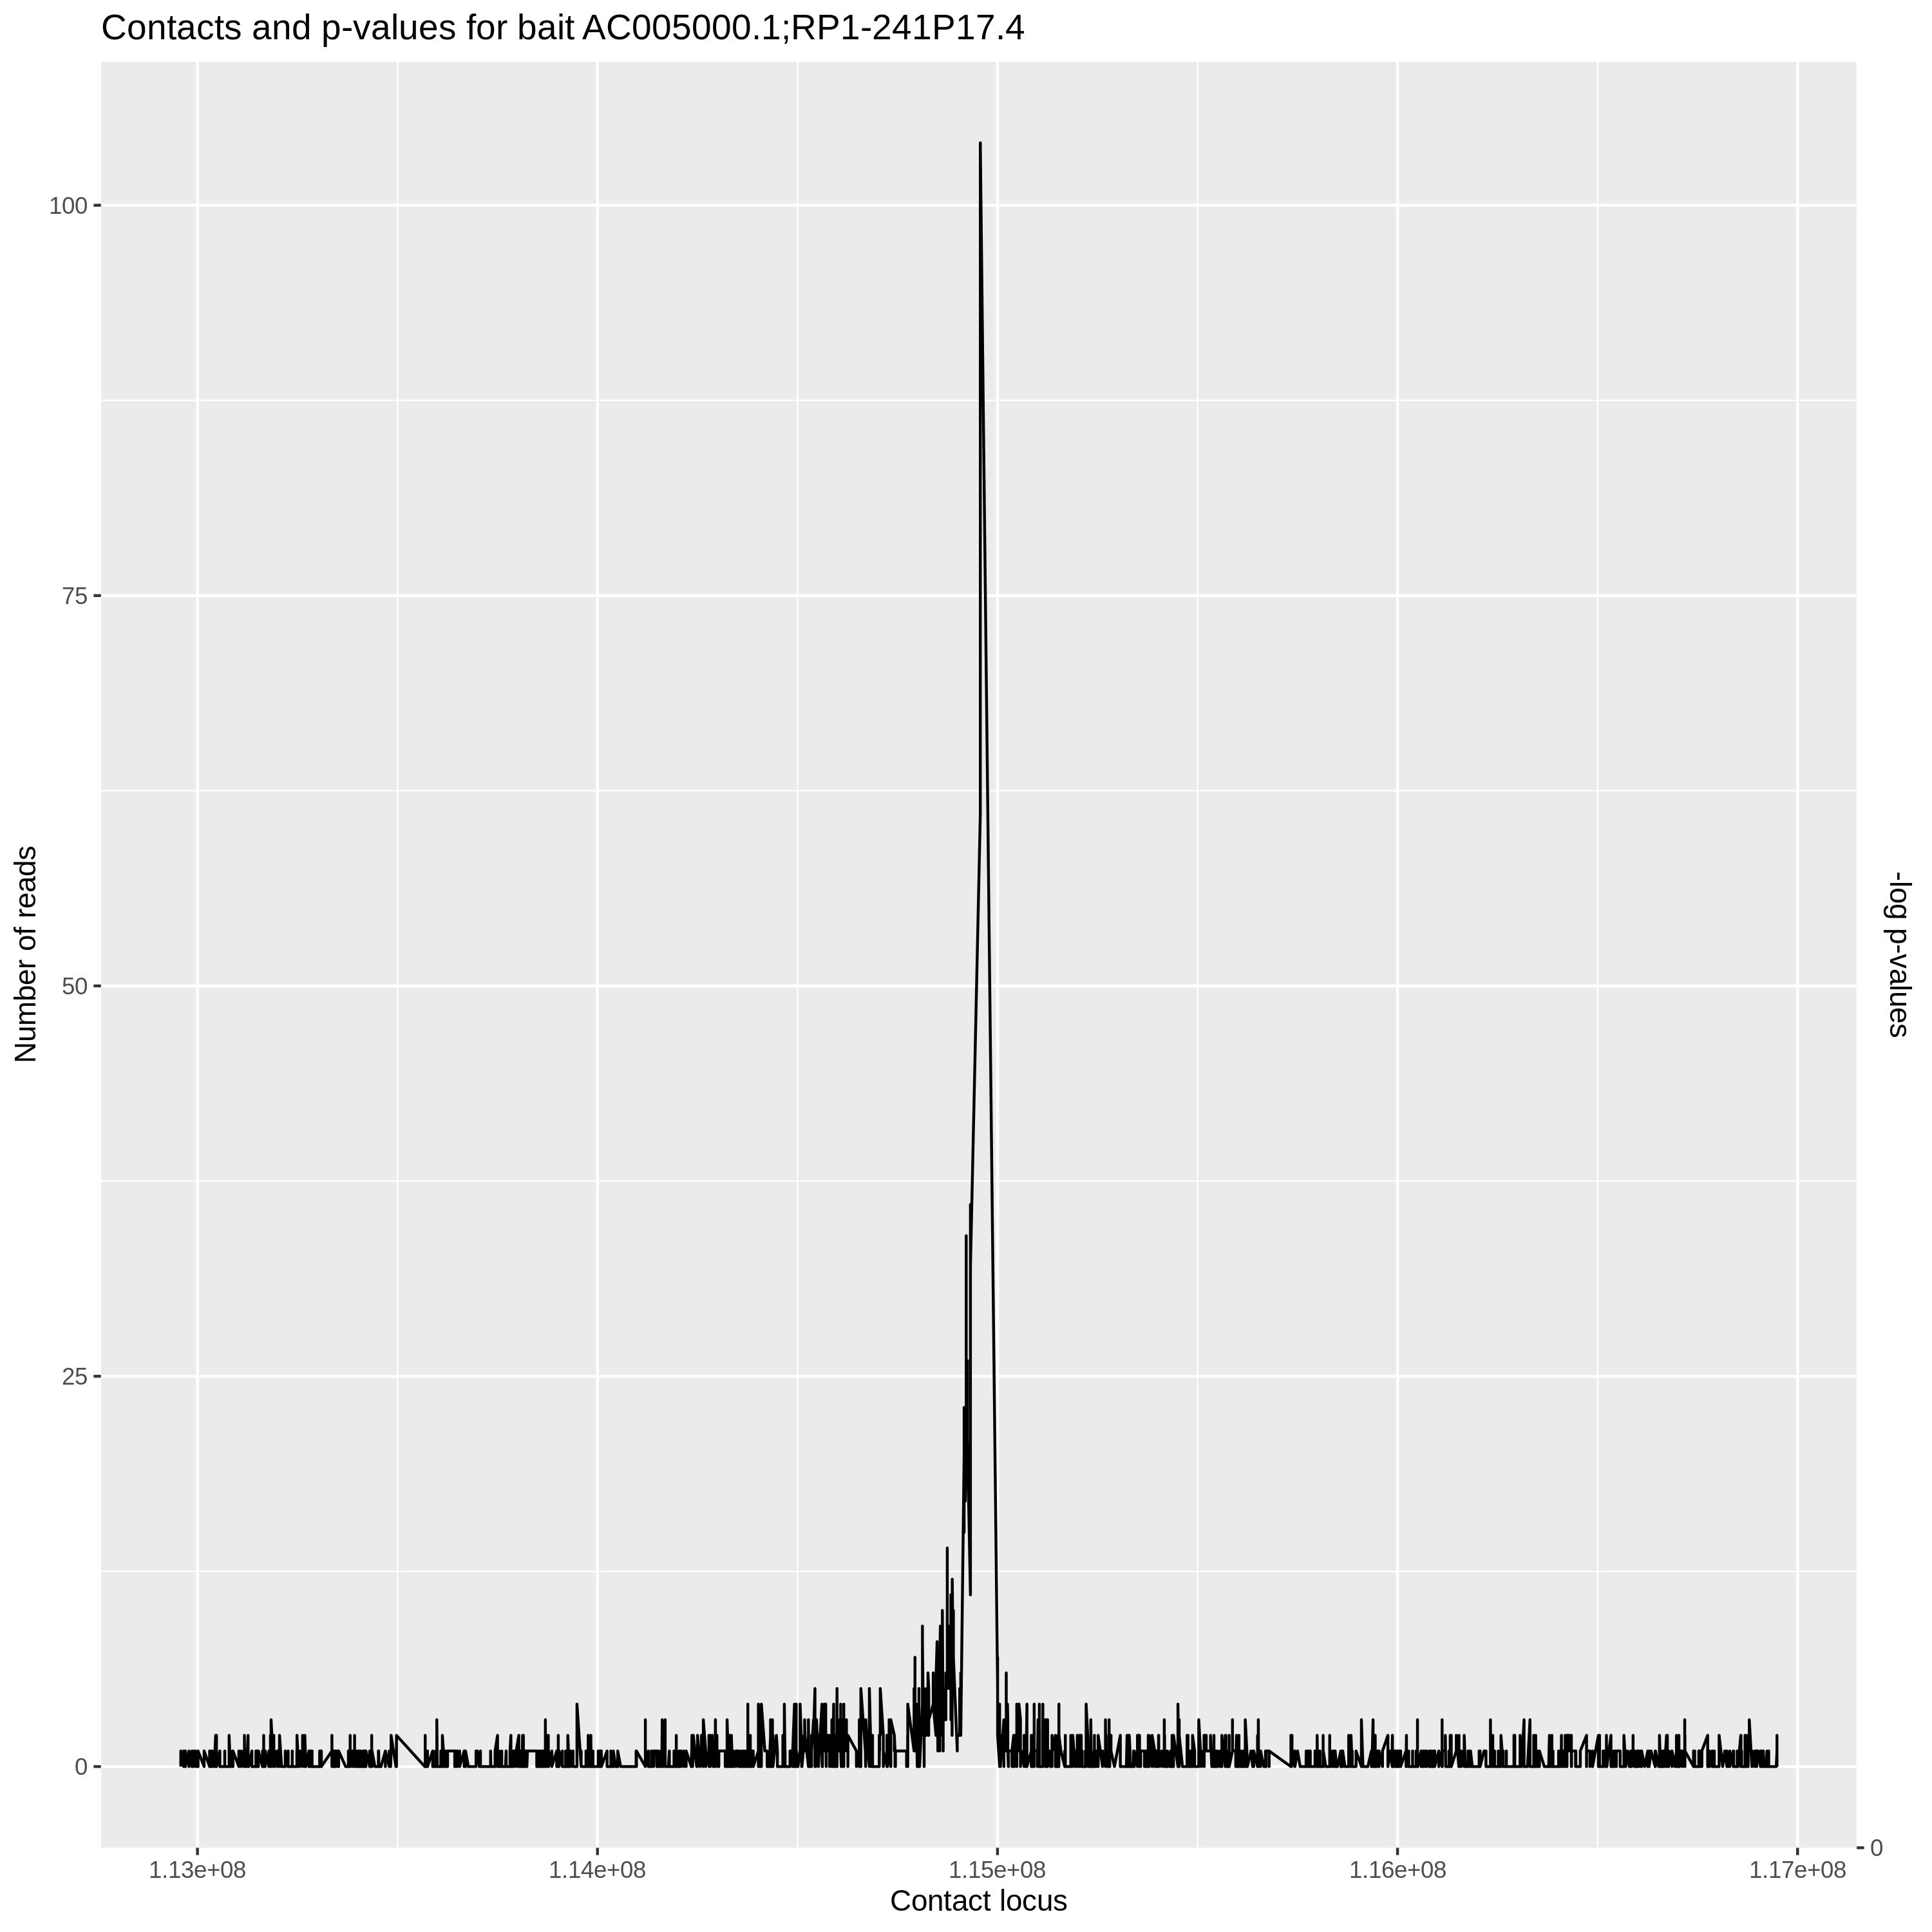 Contacts and p-values for bait AC005000.1;RP1-241P17.4
100
75
50
25
0
Number of reads
-log p-values
0
1.13e+08
1.14e+08
1.15e+08
1.16e+08
1.17e+08
Contact locus